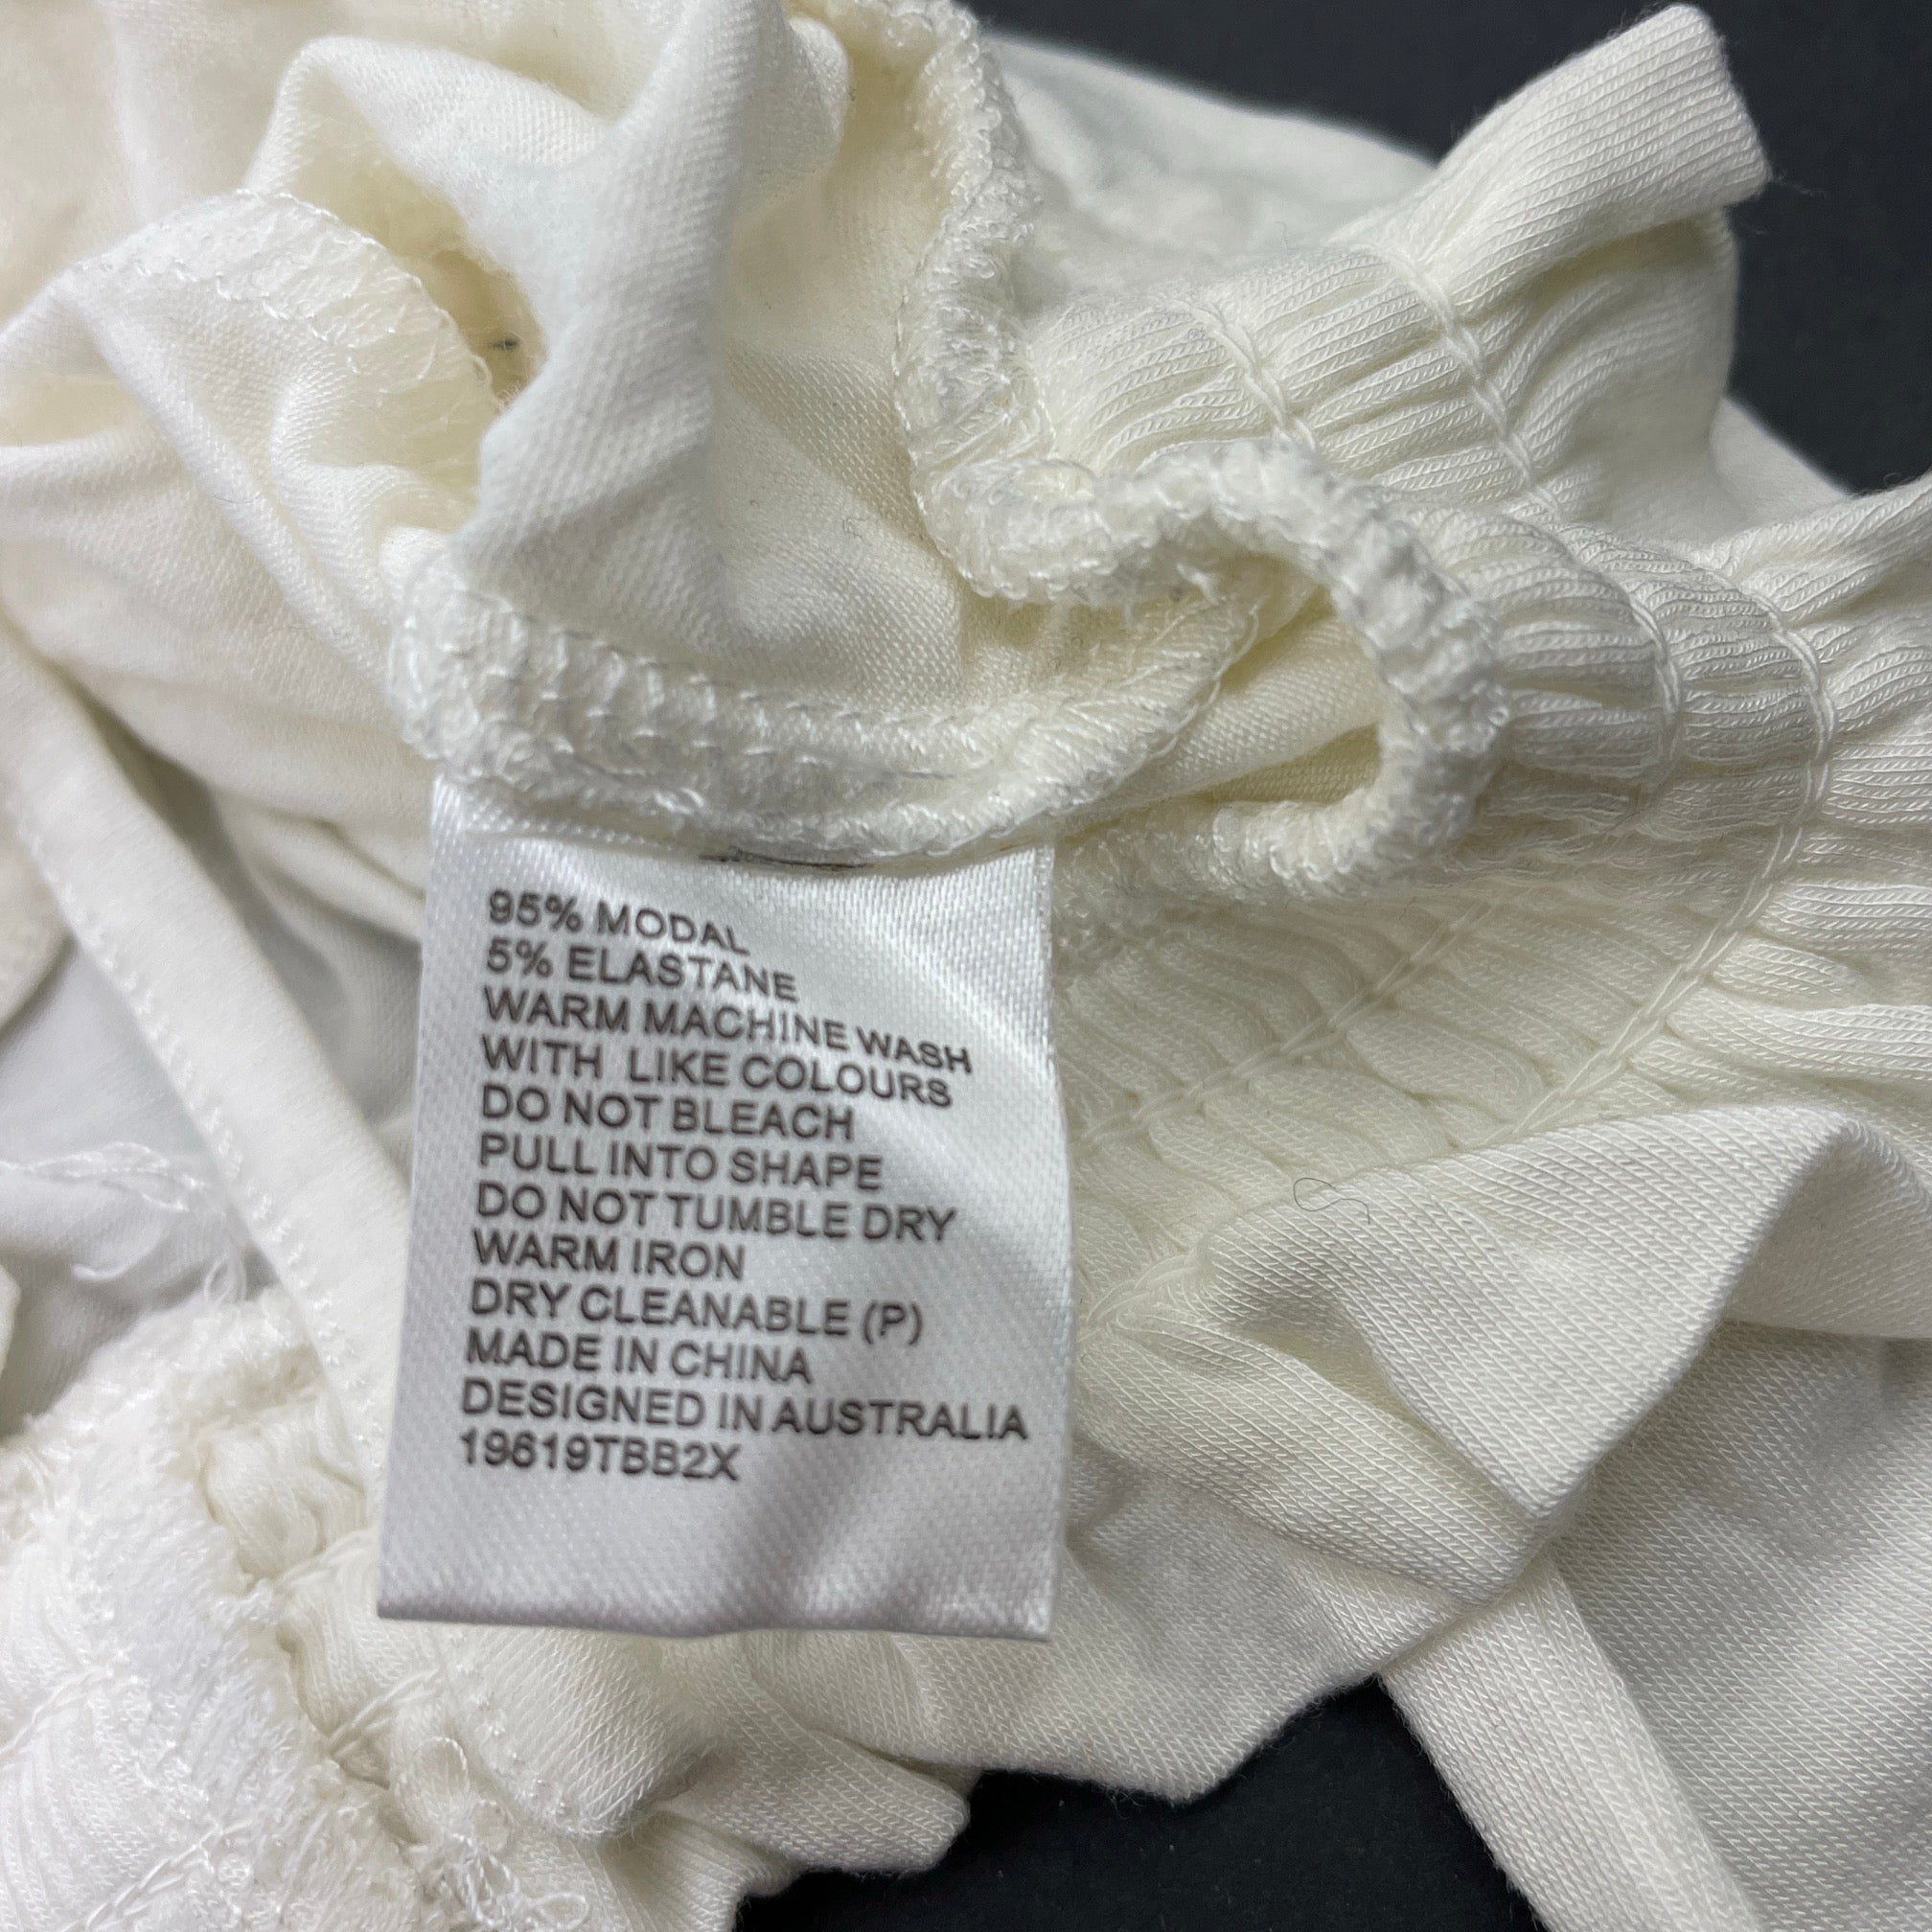 95% MODAL
5% ELASTANE
WARM MACHINE WASH
WITH LIKE COLOURS
DO NOT BLEACH
PULL INTO SHAPE
DO NOT TUMBLE DRY
WARM IRON
DRY CLEANABLE (P)
MADE IN CHINA
DESIGNED IN AUSTRALIA
19619TBB2X